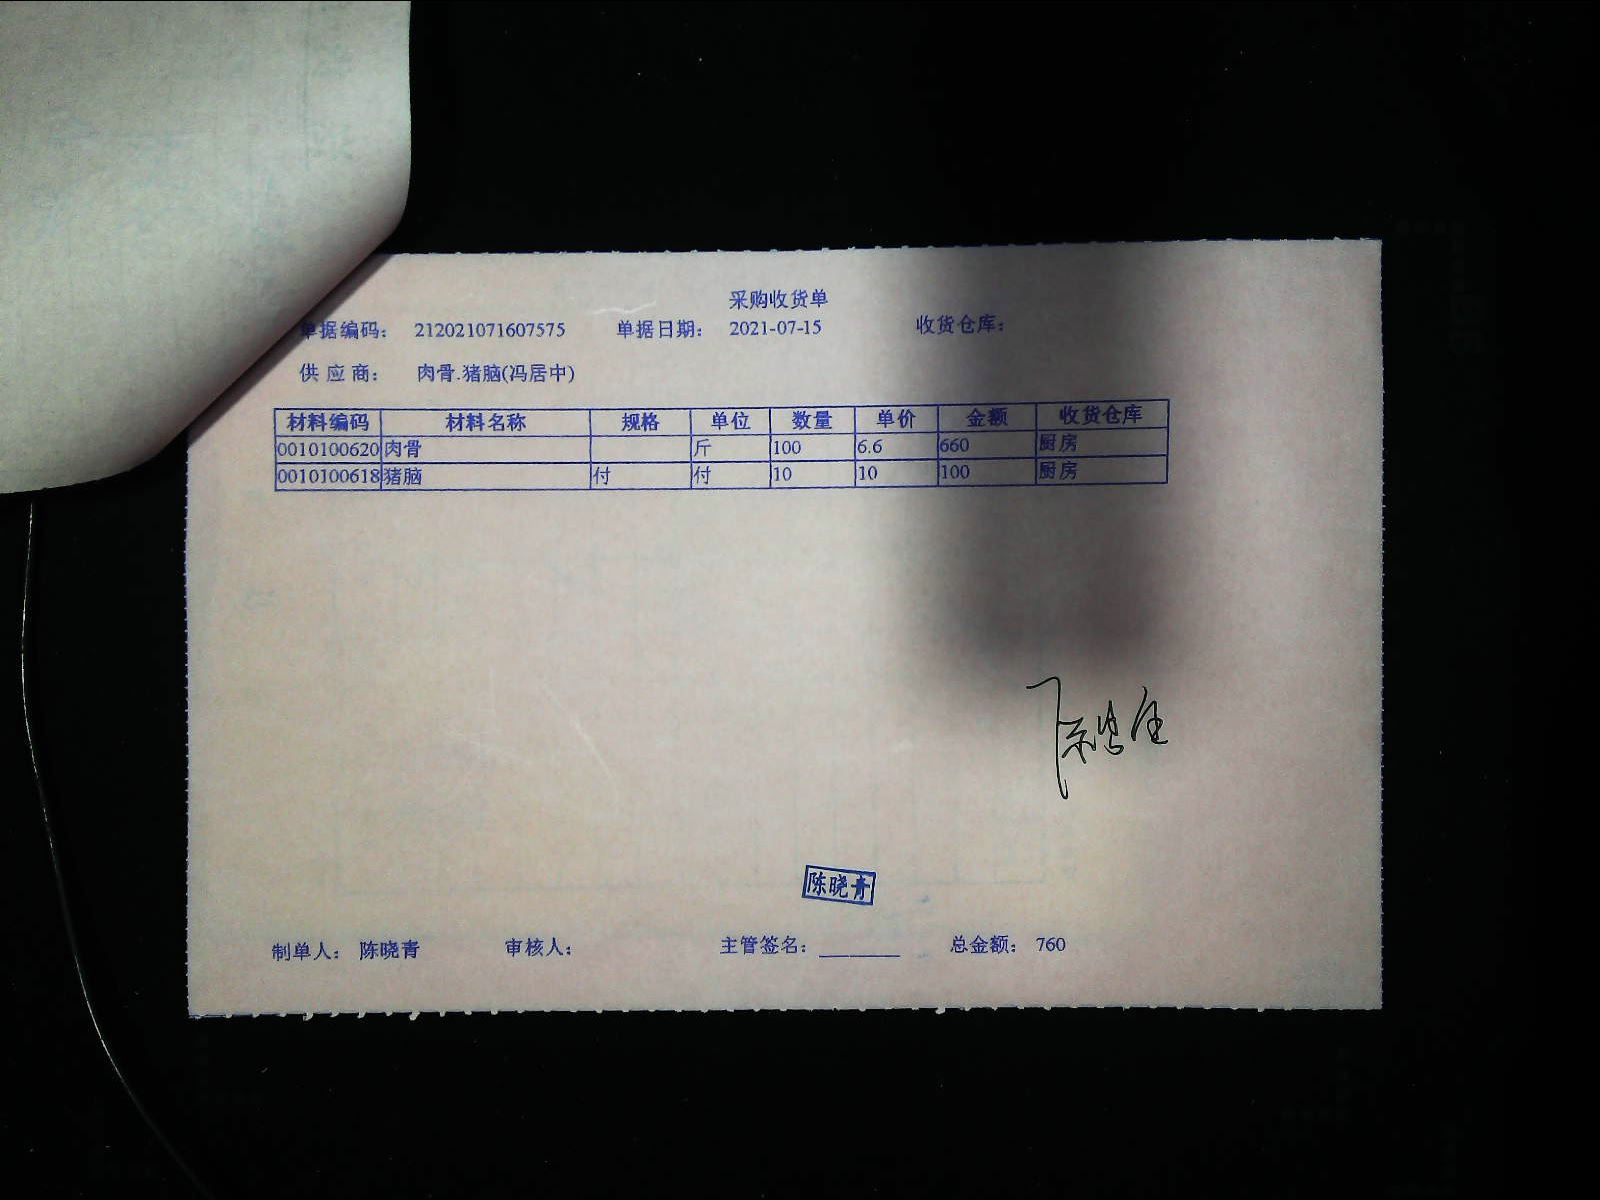 采购收货单
单据编码： 212021071607575 单据日期： 2021-07-15 收货仓库：
供 应 商： 肉骨.猪脑(冯居中)
材料编码 材料名称 规格 单位 数量 单价 金额 收货仓库
0010100620 肉骨 斤 100 6.6 660 厨房
0010100618 猪脑 付 付 10 10 100 厨房
陈晓青
制单人： 陈晓青 审核人： 主管签名： 总金额： 760